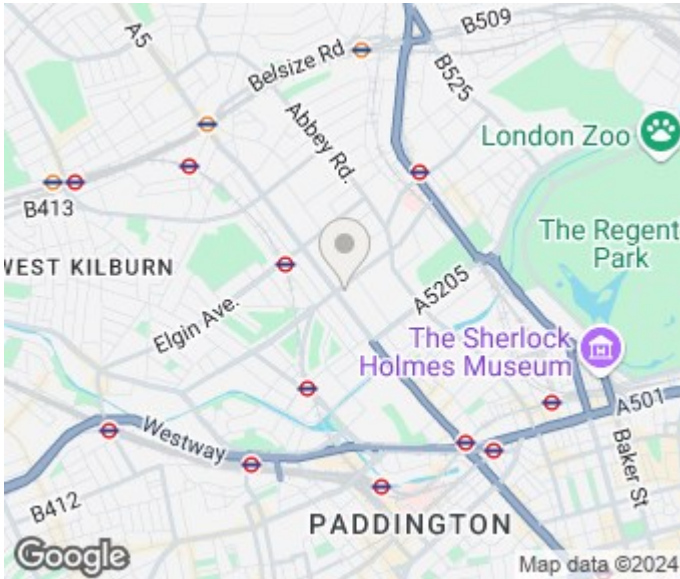 B509
A5
Belsize Rd
B525
Abbey Rd.
London Zoo
B413
The Regent
Park
WEST KILBURN
A5205
Elgin Ave.
The Sherlock
Holmes Museum
A501
Westway
Baker St
B412
PADDINGTON
Google
Map data ©2024